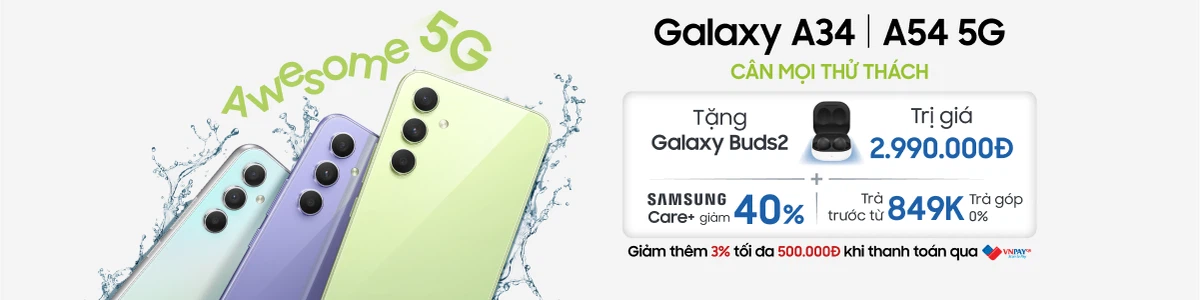 Awesome 5G
Galaxy A34 | A54 5G
CÂN MỌI THỬ THÁCH
Tặng
Galaxy Buds2
Trị giá
2.990.000Đ
+
SAMSUNG
Care+ giảm 40%
Trả
trước từ 849K Trả góp
0%
Giảm thêm 3% tối đa 500.000Đ khi thanh toán qua VNPAY